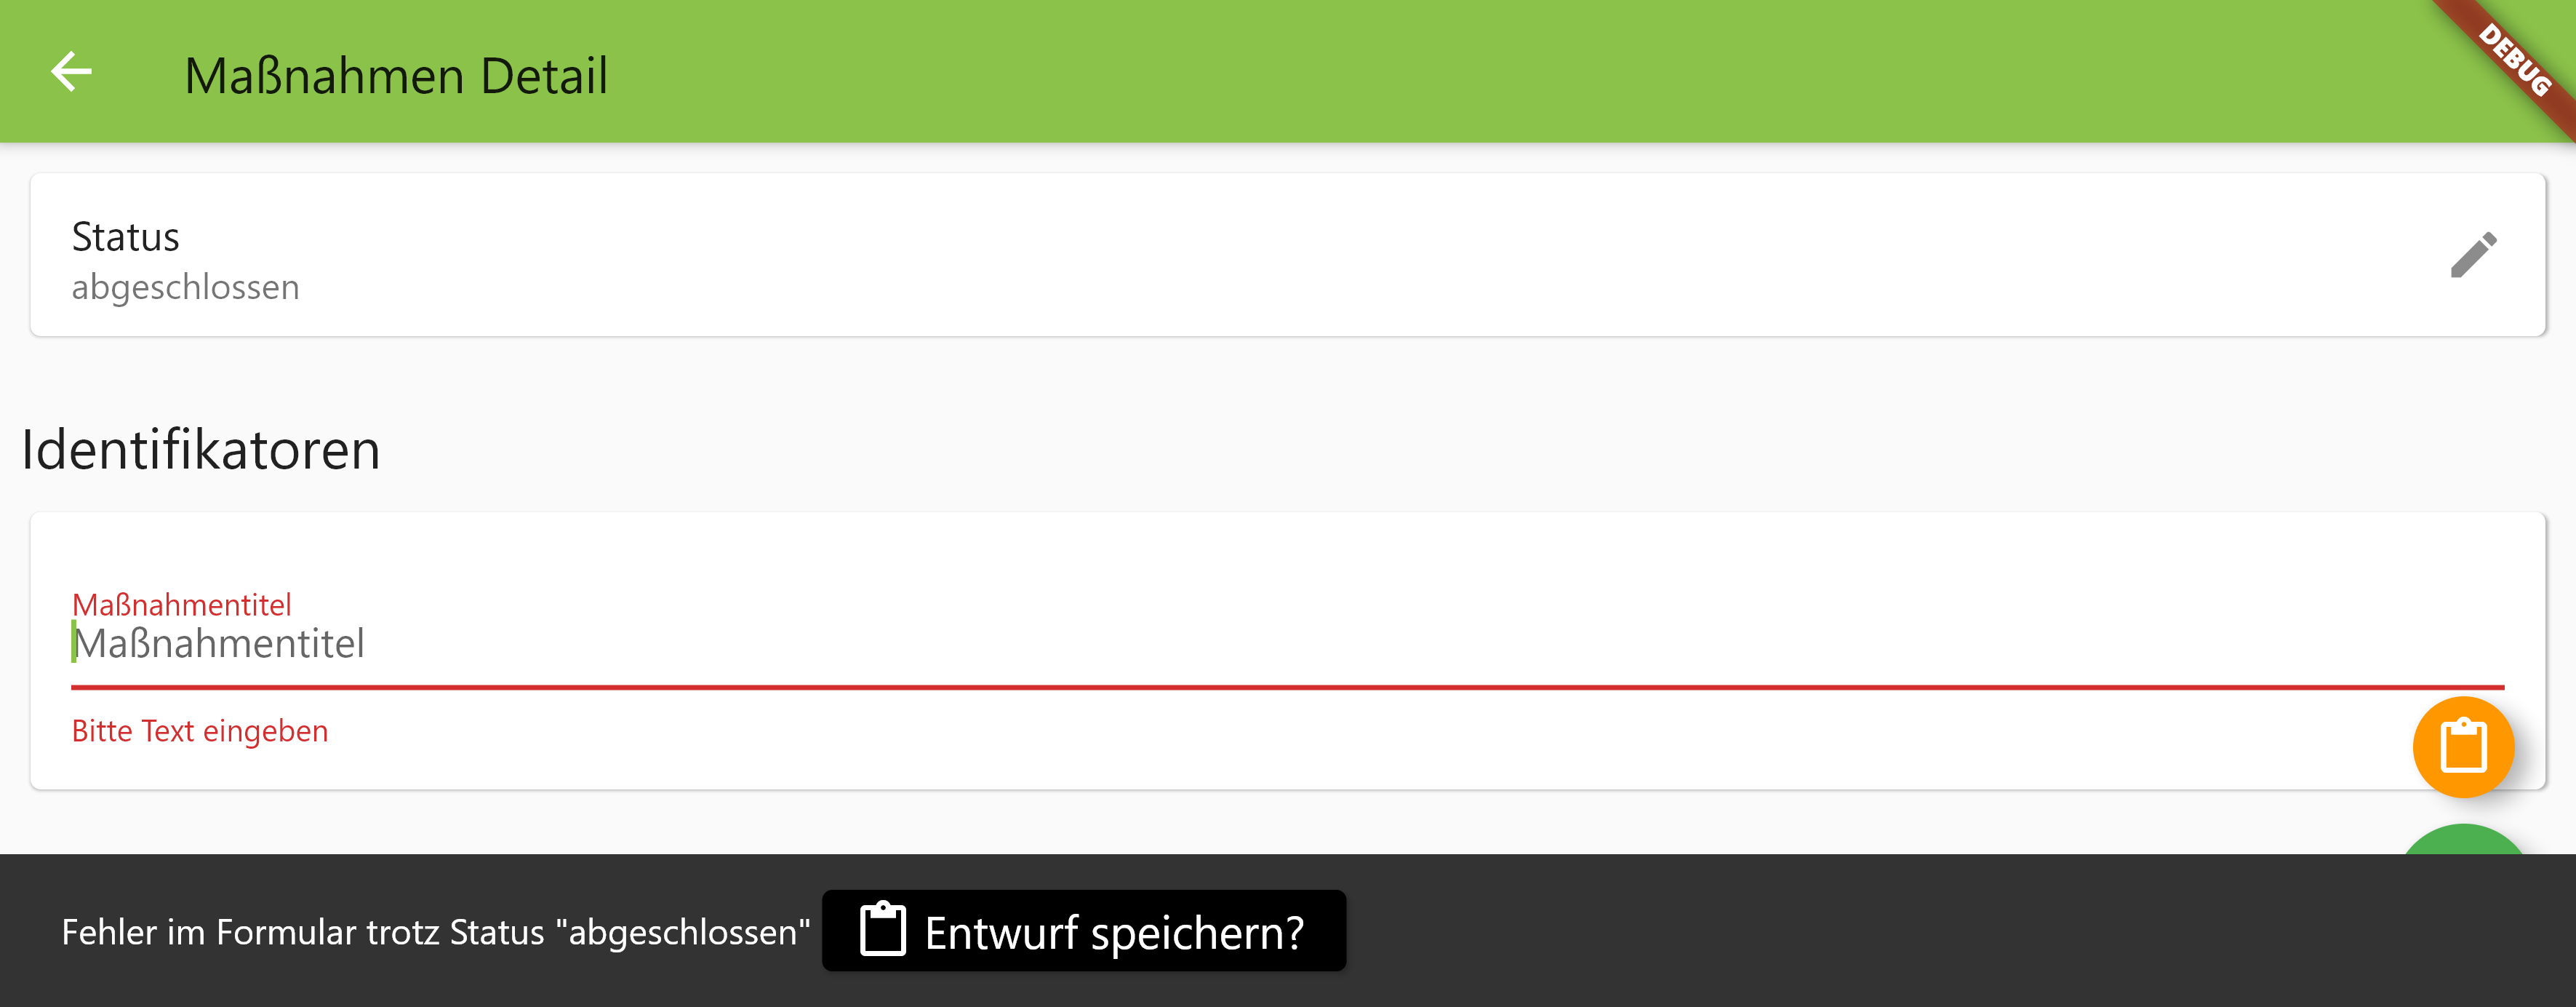 Maßnahmen Detail
DEBUG
Status
abgeschlossen
Identifikatoren
Maßnahmentitel
Maßnahmentitel
Bitte Text eingeben
Fehler im Formular trotz Status "abgeschlossen"
Entwurf speichern?